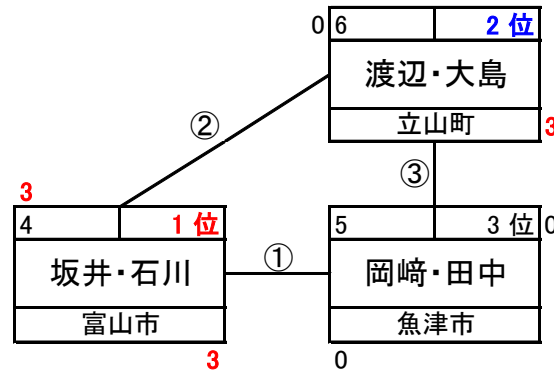 0 6 2 位
渡辺・大島
立山町 3
②
③
3
4 1 位
坂井・石川
富山市
3
①
5 3 位 0
岡﨑・田中
魚津市
0